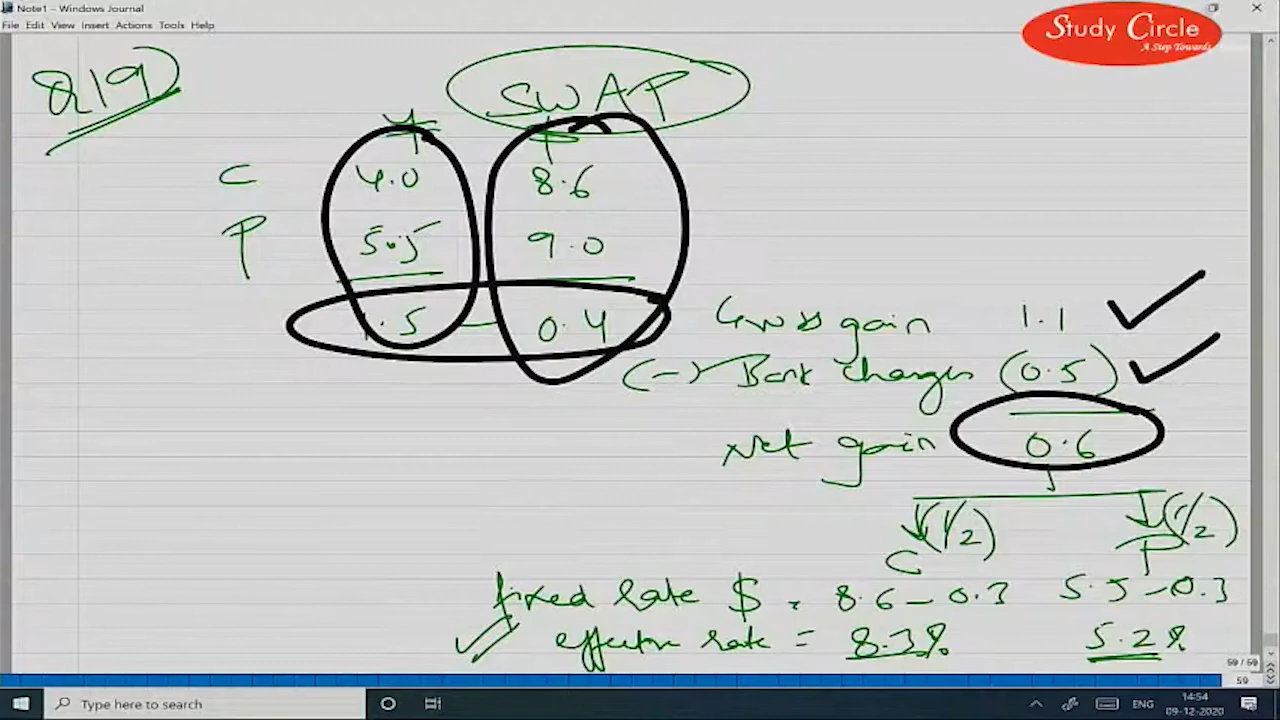 Note1 - Windows Journal
File Edit View Insert Actions Tools Help
Study Circle
A Step Towards
Q19)
SWAP
¥ $
C 4.0 8.6
P 5.5 9.0
1.5 - 0.4
Gross gain 1.1
(-) Bank charges (0.5)
Net gain 0.6
(1/2) (1/2)
C P
fixed rate $ = 8.6 - 0.3 5.5 - 0.3
effective rate = 8.3% 5.2%
59 / 59
59
Type here to search
ENG
14:54
09-12-2020